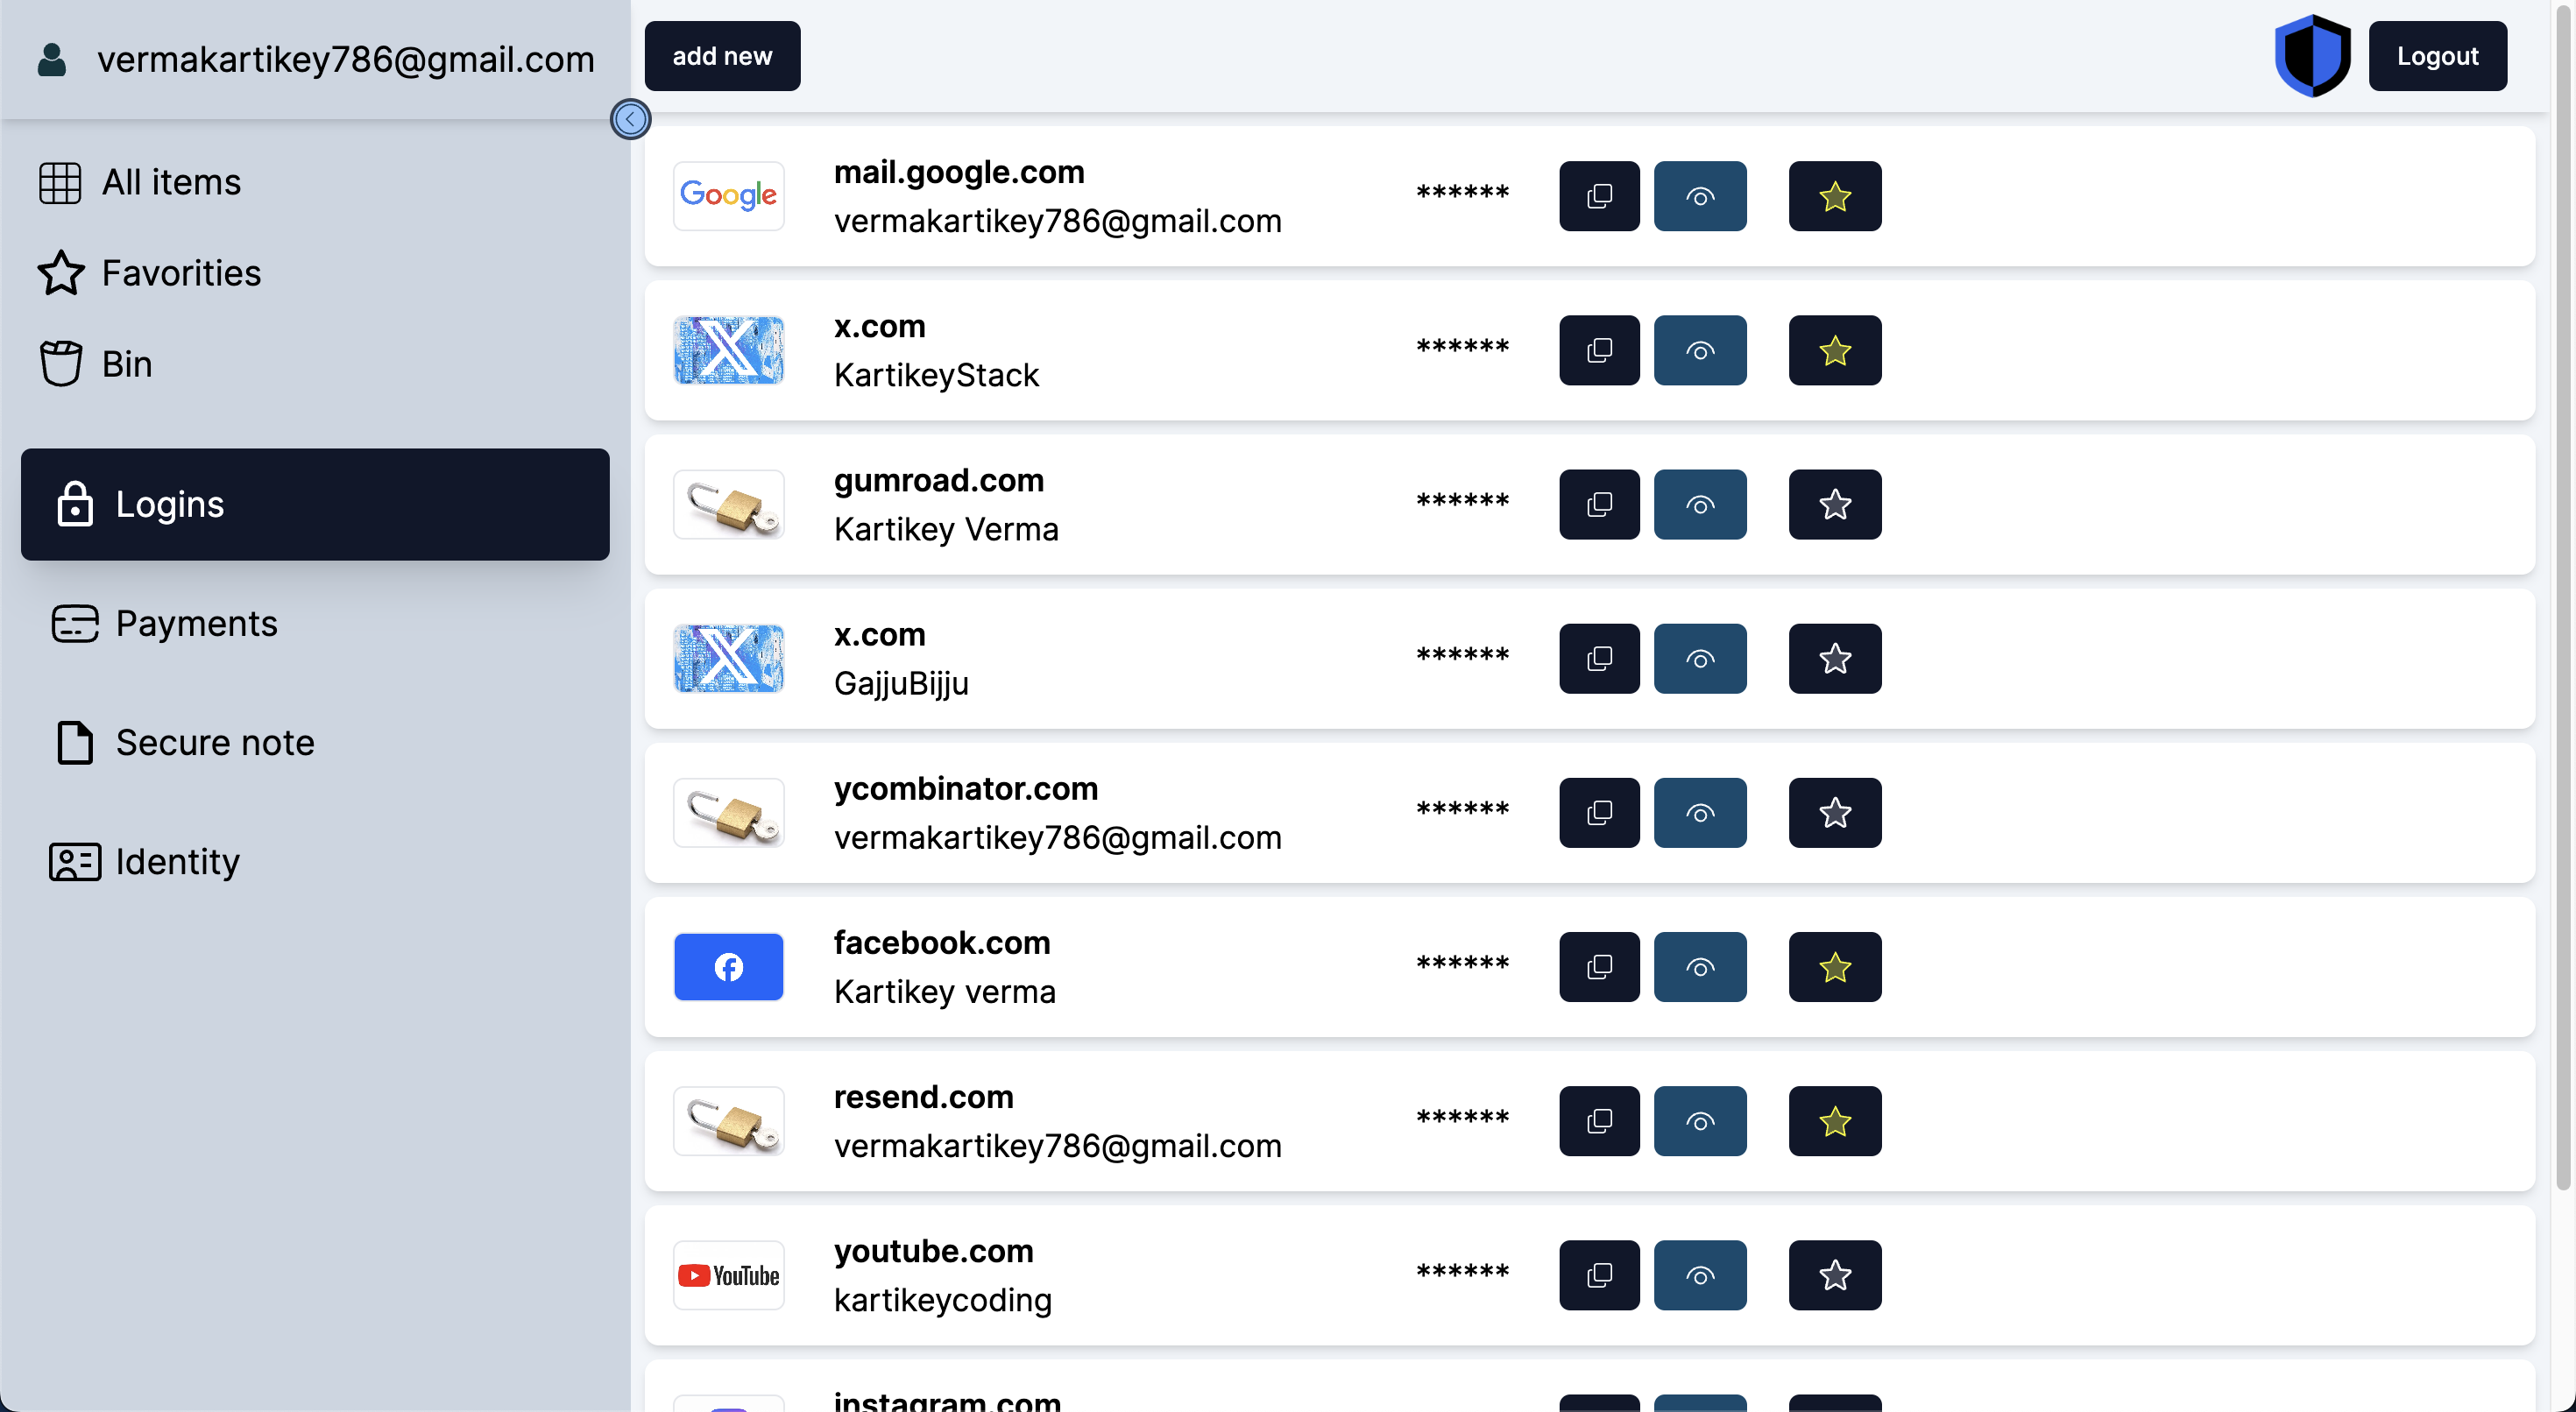 vermakartikey786@gmail.com
add new
Logout
All items
Favorities
Bin
Logins
Payments
Secure note
Identity
Google
mail.google.com
vermakartikey786@gmail.com
******
x.com
KartikeyStack
******
gumroad.com
Kartikey Verma
******
x.com
GajjuBijju
******
ycombinator.com
vermakartikey786@gmail.com
******
facebook.com
Kartikey verma
******
resend.com
vermakartikey786@gmail.com
******
YouTube
youtube.com
kartikeycoding
******
instagram.com